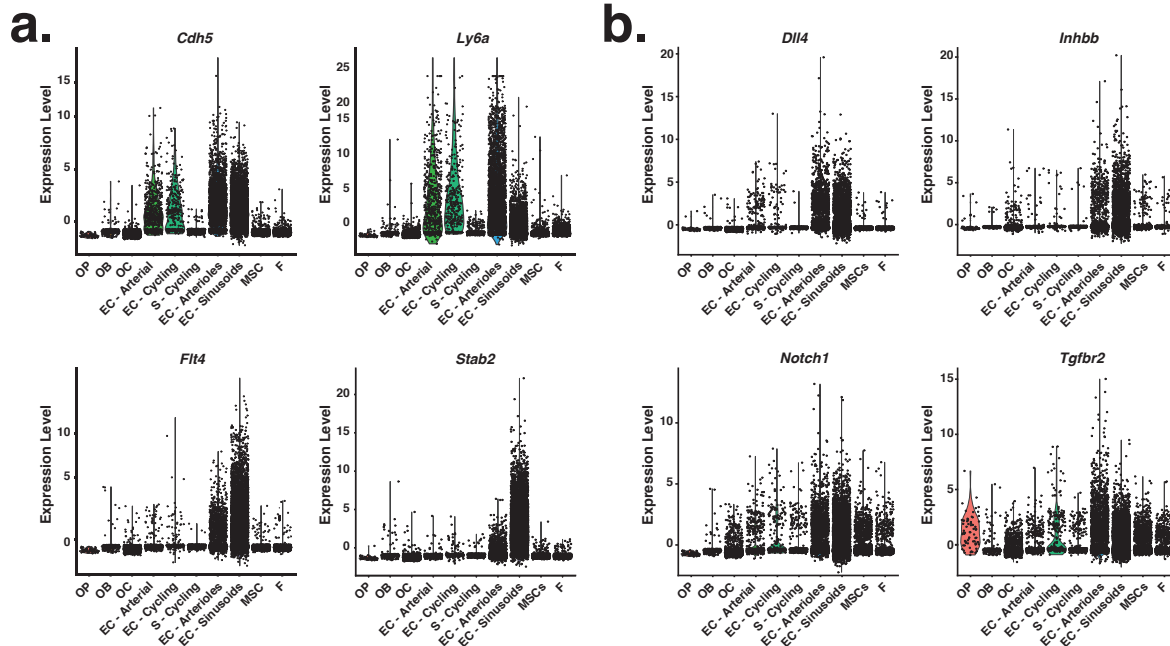 a.
Cdh5
Expression Level
15
10
5
0
OP
OB
OC
EC - Arterial
EC - Cycling
S - Cycling
EC - Arterioles
EC - Sinusoids
MSC
F
Ly6a
Expression Level
25
20
15
10
5
0
OP
OB
OC
EC - Arterial
EC - Cycling
S - Cycling
EC - Arterioles
EC - Sinusoids
MSC
F
Flt4
Expression Level
10
5
0
OP
OB
OC
EC - Arterial
EC - Cycling
S - Cycling
EC - Arterioles
EC - Sinusoids
MSC
F
Stab2
Expression Level
20
15
10
5
0
OP
OB
OC
EC - Arterial
EC - Cycling
S - Cycling
EC - Arterioles
EC - Sinusoids
MSCs
F
b.
Dll4
Expression Level
20
15
10
5
0
OP
OB
OC
EC - Arterial
EC - Cycling
S - Cycling
EC - Arterioles
EC - Sinusoids
MSCs
F
Inhbb
Expression Level
20
15
10
5
0
OP
OB
OC
EC - Arterial
EC - Cycling
S - Cycling
EC - Arterioles
EC - Sinusoids
MSCs
F
Notch1
Expression Level
10
5
0
OP
OB
OC
EC - Arterial
EC - Cycling
S - Cycling
EC - Arterioles
EC - Sinusoids
MSCs
F
Tgfbr2
Expression Level
15
10
5
0
OP
OB
OC
EC - Arterial
EC - Cycling
S - Cycling
EC - Arterioles
EC - Sinusoids
MSCs
F